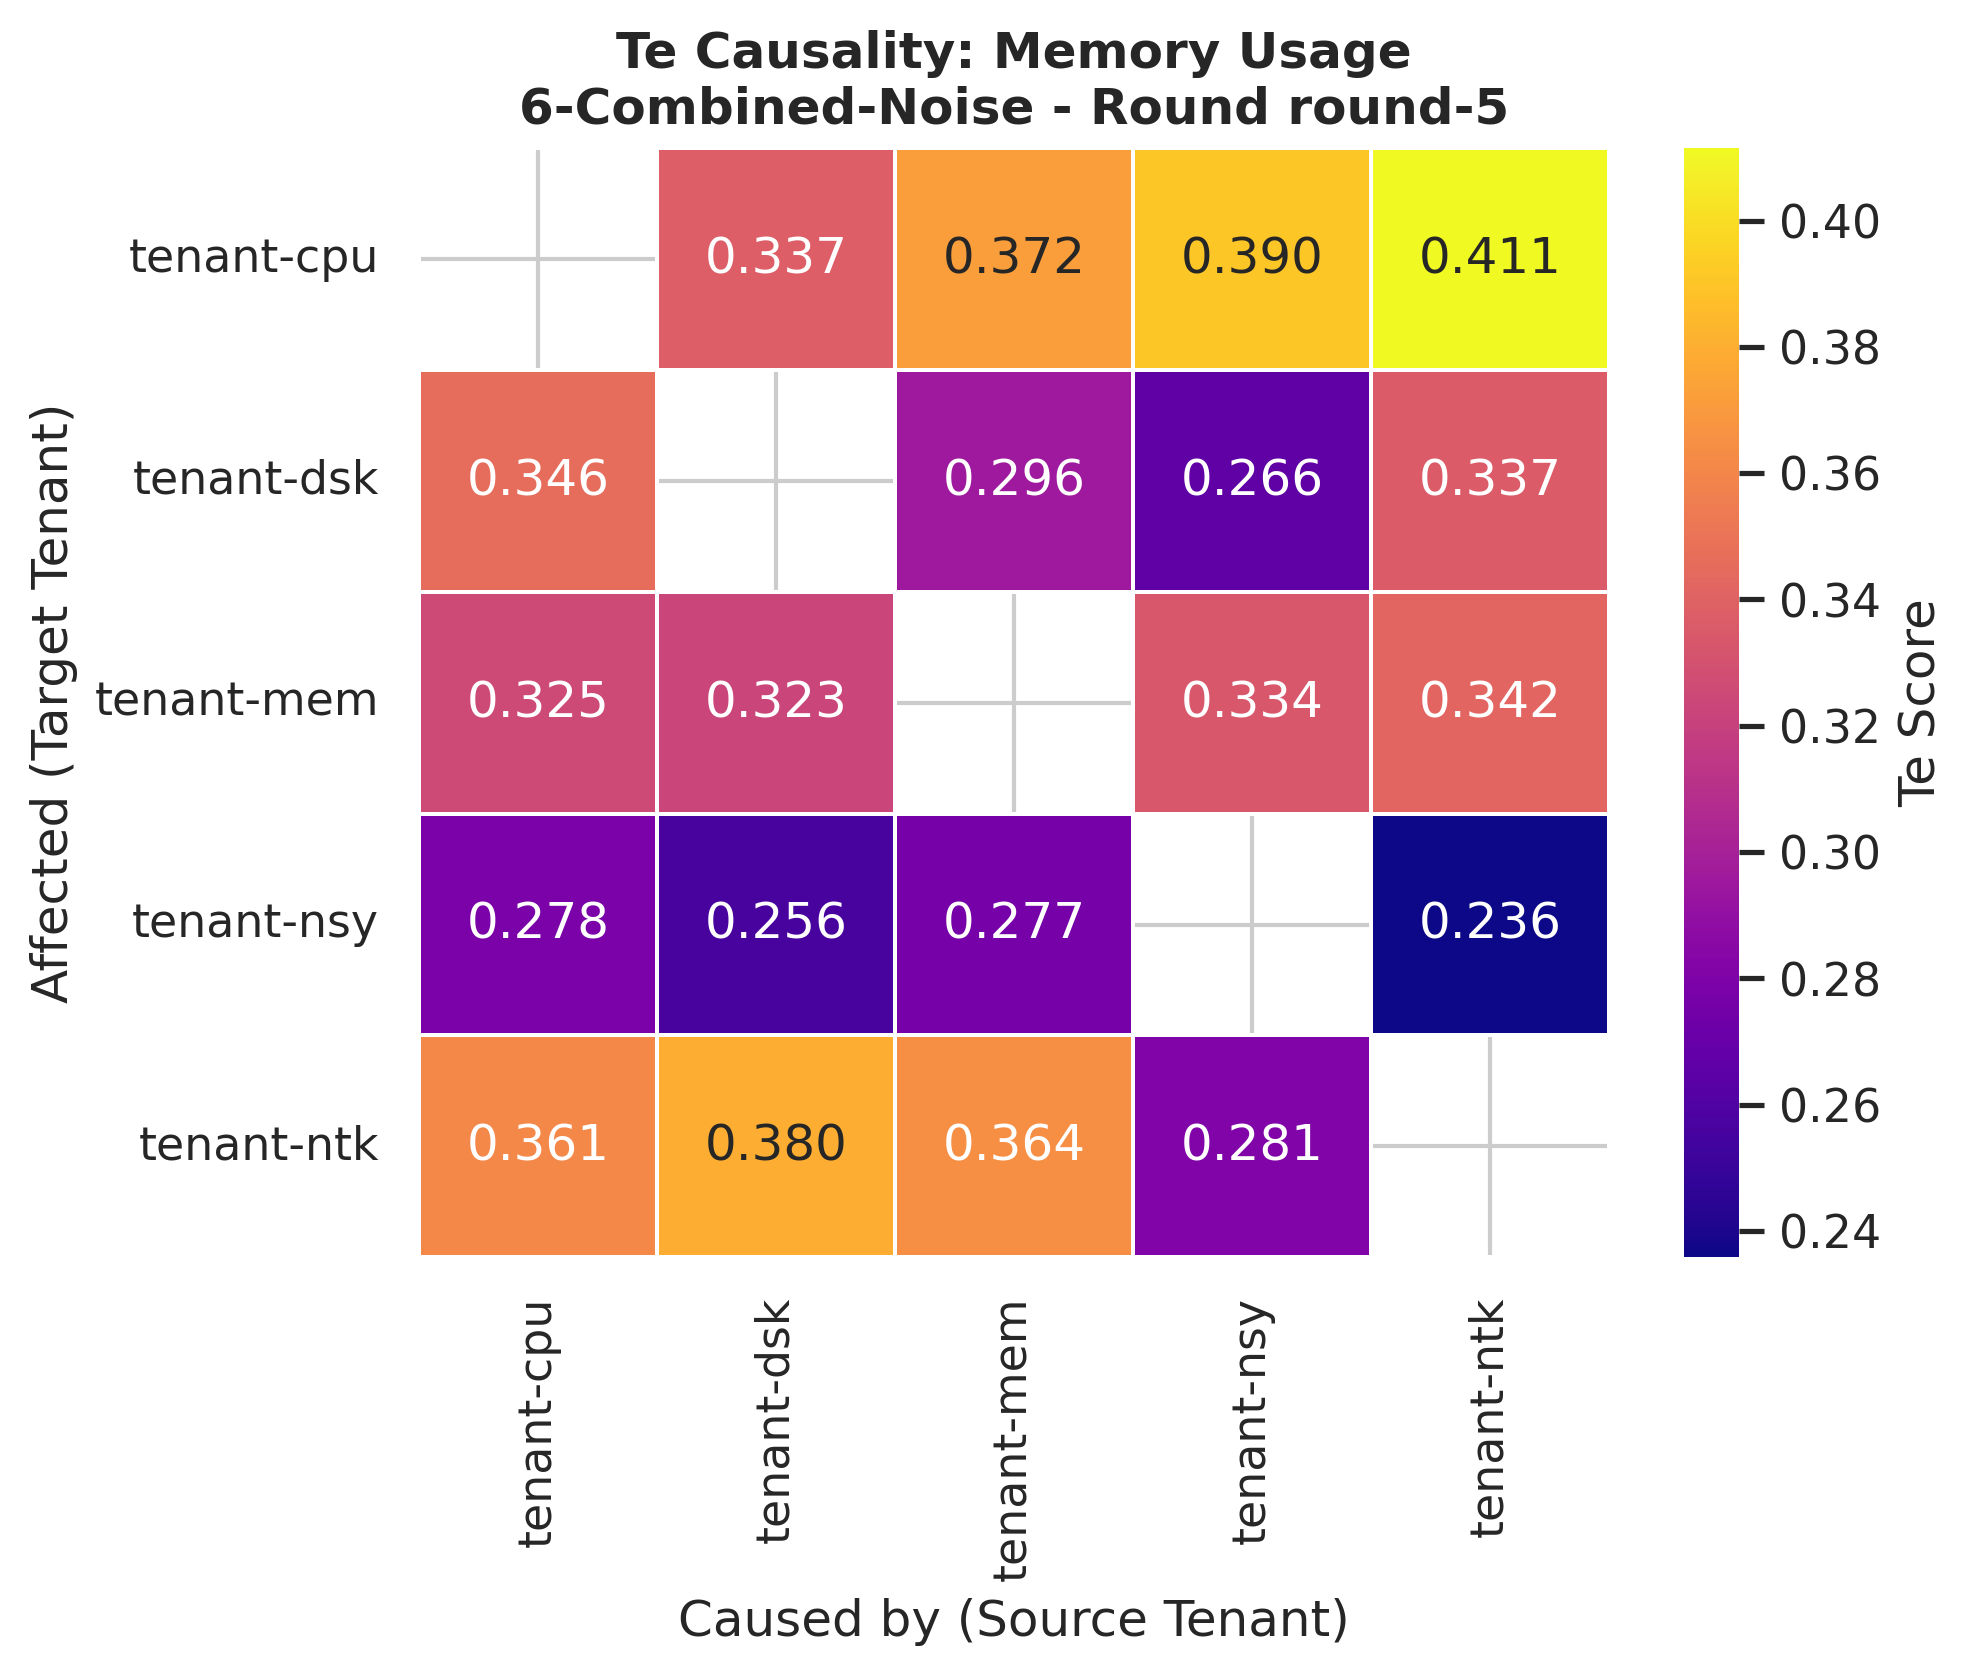 Te Causality: Memory Usage
6-Combined-Noise - Round round-5
Affected (Target Tenant)
tenant-cpu
0.337
0.372
0.390
0.411
tenant-dsk
0.346
0.296
0.266
0.337
tenant-mem
0.325
0.323
0.334
0.342
tenant-nsy
0.278
0.256
0.277
0.236
tenant-ntk
0.361
0.380
0.364
0.281
tenant-cpu
tenant-dsk
tenant-mem
tenant-nsy
tenant-ntk
Caused by (Source Tenant)
0.40
0.38
0.36
0.34
0.32
0.30
0.28
0.26
0.24
Te Score